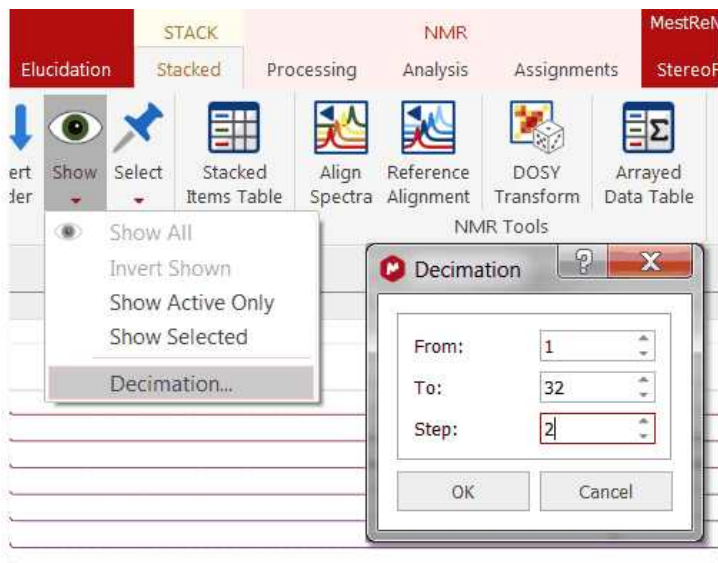 STACK NMR MestReN
Elucidation Stacked Processing Analysis Assignments StereoF
ert Show Select Stacked Align Reference DOSY Arrayed
der Items Table Spectra Alignment Transform Data Table
NMR Tools
Show All
Invert Shown
Show Active Only
Show Selected
Decimation...
Decimation
From: 1
To: 32
Step: 2
OK Cancel